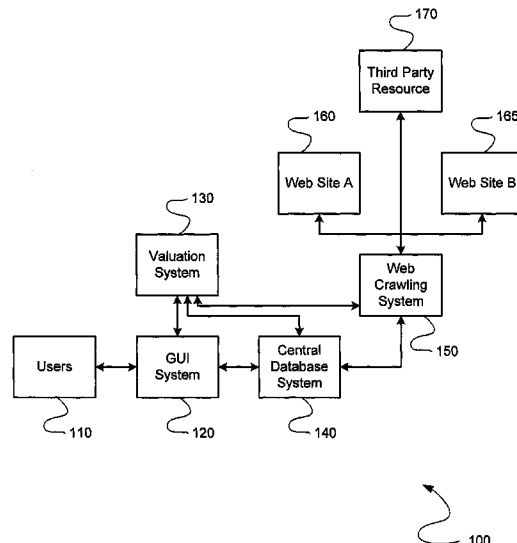 170
Third Party
Resource
160
165
Web Site A
Web Site B
130
Valuation
System
Web
Crawling
System
150
Users
GUI
System
Central
Database
System
110
120
140
100